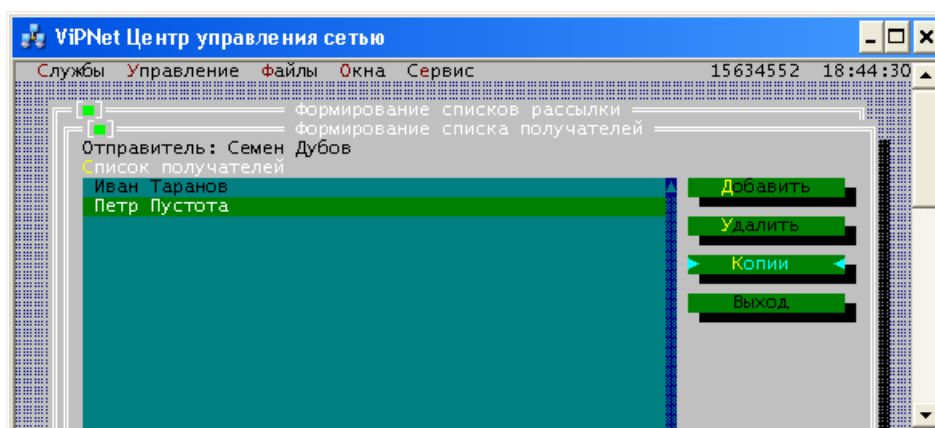 ViPNet Центр управления сетью
Службы Управление Файлы Окна Сервис 15634552 18:44:30
Формирование списков рассылки
Формирование списка получателей
Отправитель: Семен Дубов
Список получателей
Иван Таранов
Петр Пустота
Добавить
Удалить
Копии
Выход